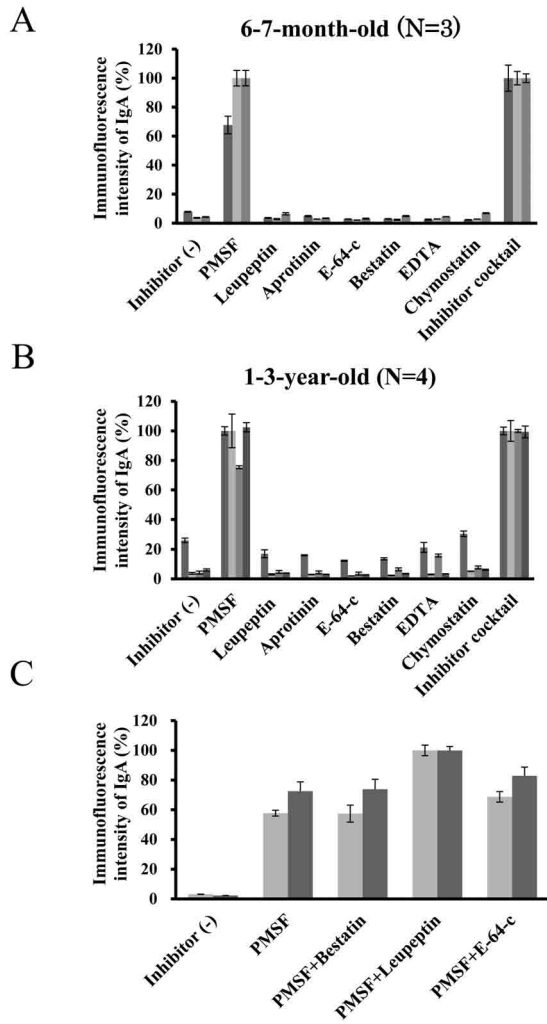 A
6-7-month-old (N=3)
Immunofluorescence
intensity of IgA (%)
120
100
80
60
40
20
0
Inhibitor (-)
PMSF
Leupeptin
Aprotinin
E-64-c
Bestatin
EDTA
Chymostatin
Inhibitor cocktail
B
1-3-year-old (N=4)
Immunofluorescence
intensity of IgA (%)
120
100
80
60
40
20
0
Inhibitor (-)
PMSF
Leupeptin
Aprotinin
E-64-c
Bestatin
EDTA
Chymostatin
Inhibitor cocktail
C
Immunofluorescence
intensity of IgA (%)
120
100
80
60
40
20
0
Inhibitor (-)
PMSF
PMSF+Bestatin
PMSF+Leupeptin
PMSF+E-64-c